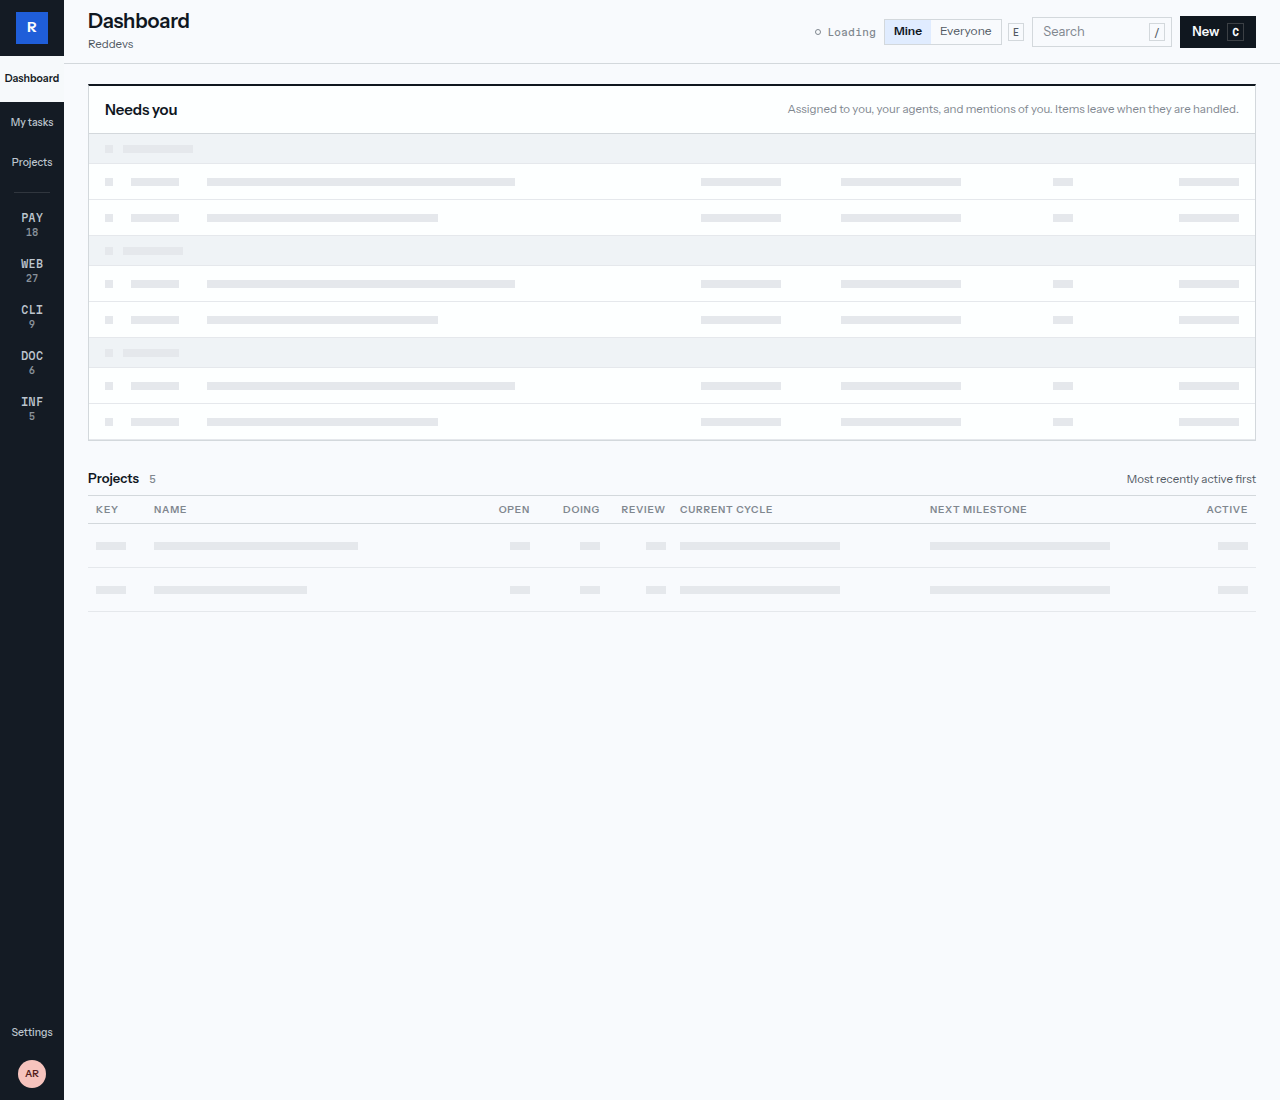 R
Dashboard
My tasks
Projects
PAY
18
WEB
27
CLI
9
DOC
6
INF
5
Settings
AR
Dashboard
Reddevs
Loading
Mine Everyone E
Search /
New C
Needs you
Assigned to you, your agents, and mentions of you. Items leave when they are handled.
Projects 5
Most recently active first
KEY NAME OPEN DOING REVIEW CURRENT CYCLE NEXT MILESTONE ACTIVE